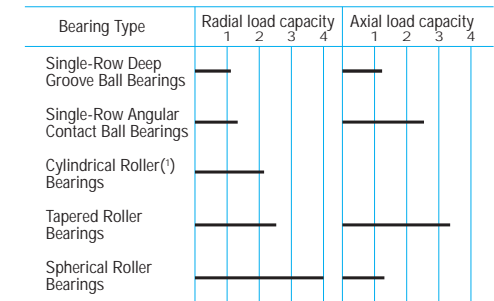 Bearing Type Radial load capacity Axial load capacity
1 2 3 4 1 2 3 4
Single-Row Deep
Groove Ball Bearings
Single-Row Angular
Contact Ball Bearings
Cylindrical Roller(¹)
Bearings
Tapered Roller
Bearings
Spherical Roller
Bearings